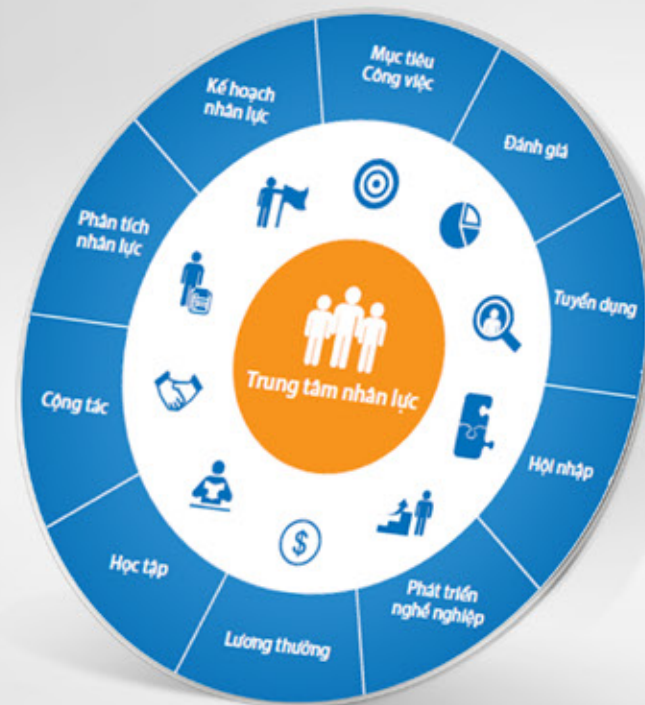 Mục tiêu
Công việc
Đánh giá
Tuyển dụng
Hội nhập
Phát triển
nghề nghiệp
Lương thưởng
Học tập
Cộng tác
Phân tích
nhân lực
Kế hoạch
nhân lực
Trung tâm nhân lực